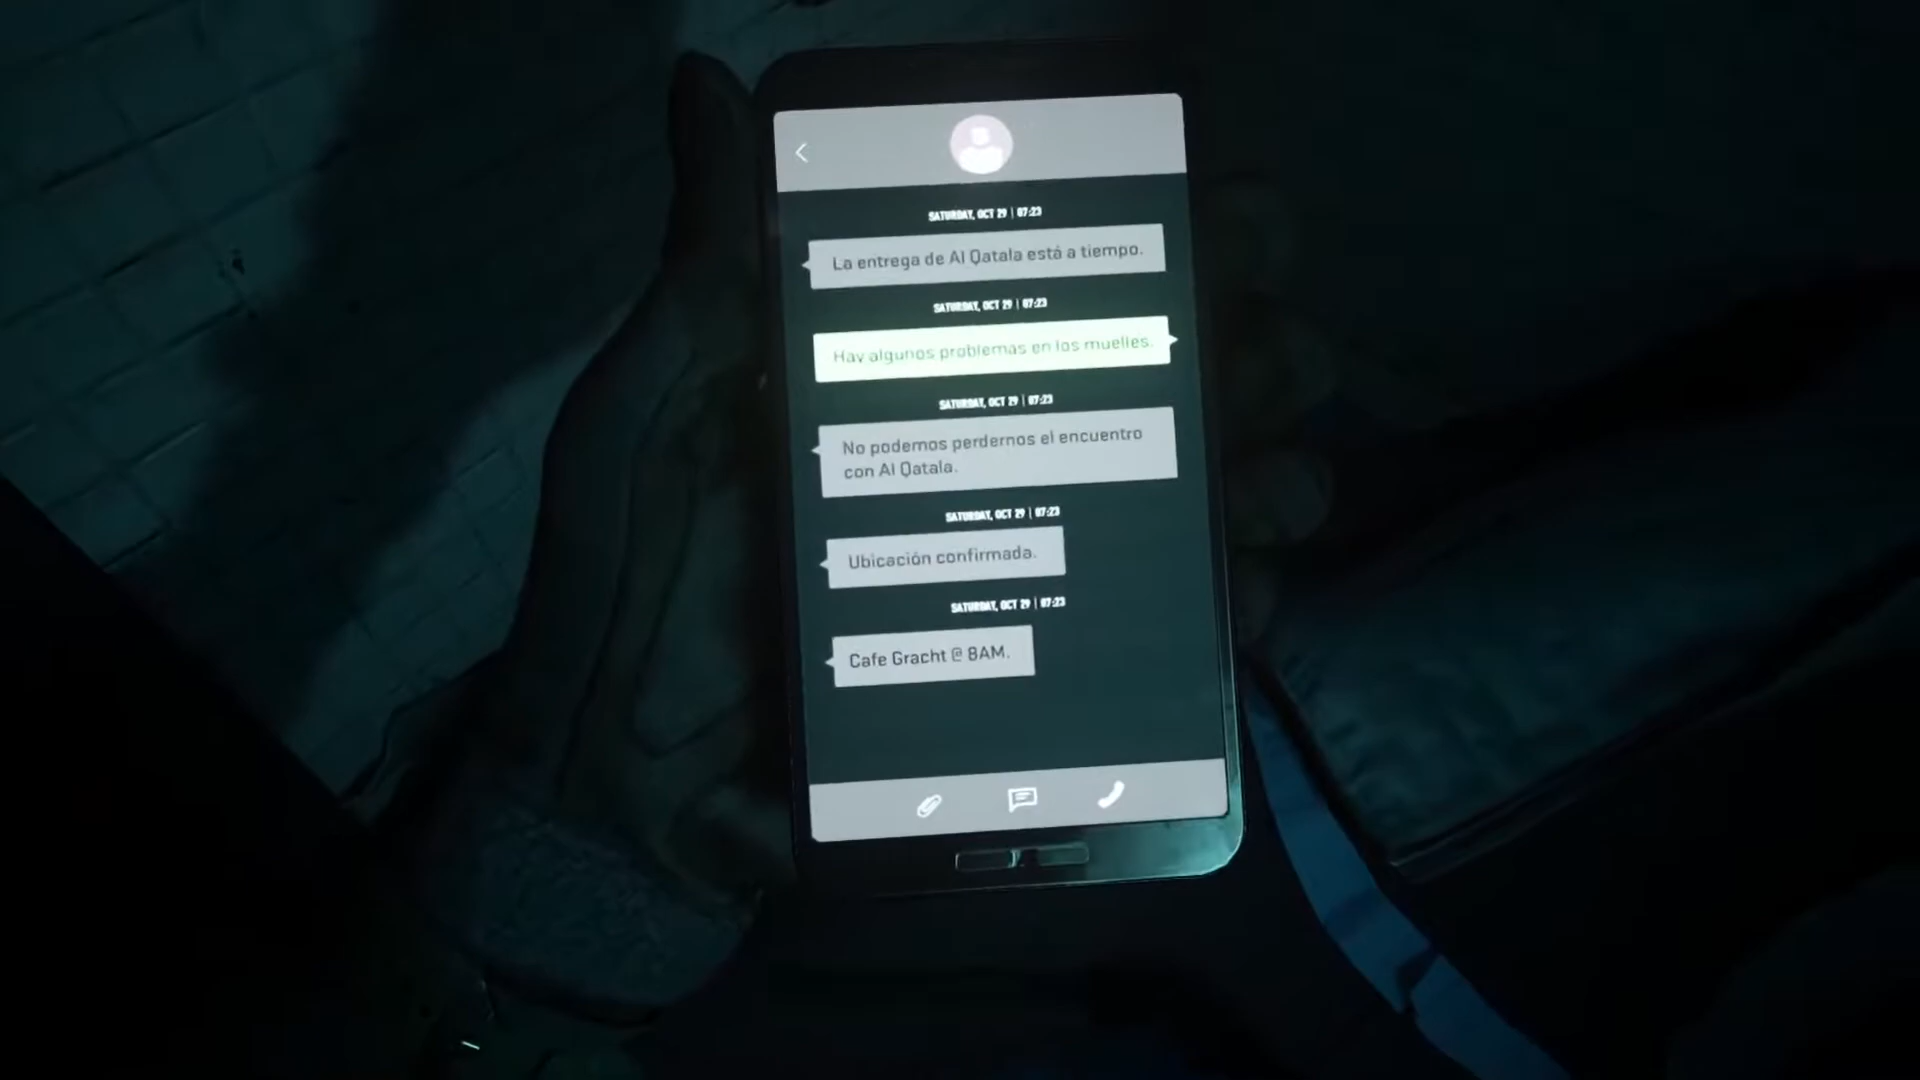 SATURDAY, OCT 29 | 07:23
La entrega de Al Qatala está a tiempo.
SATURDAY, OCT 29 | 07:23
Hay algunos problemas en los muelles.
SATURDAY, OCT 29 | 07:23
No podemos perdernos el encuentro
con Al Qatala.
SATURDAY, OCT 29 | 07:23
Ubicación confirmada.
SATURDAY, OCT 29 | 07:23
Cafe Gracht @ 8AM.